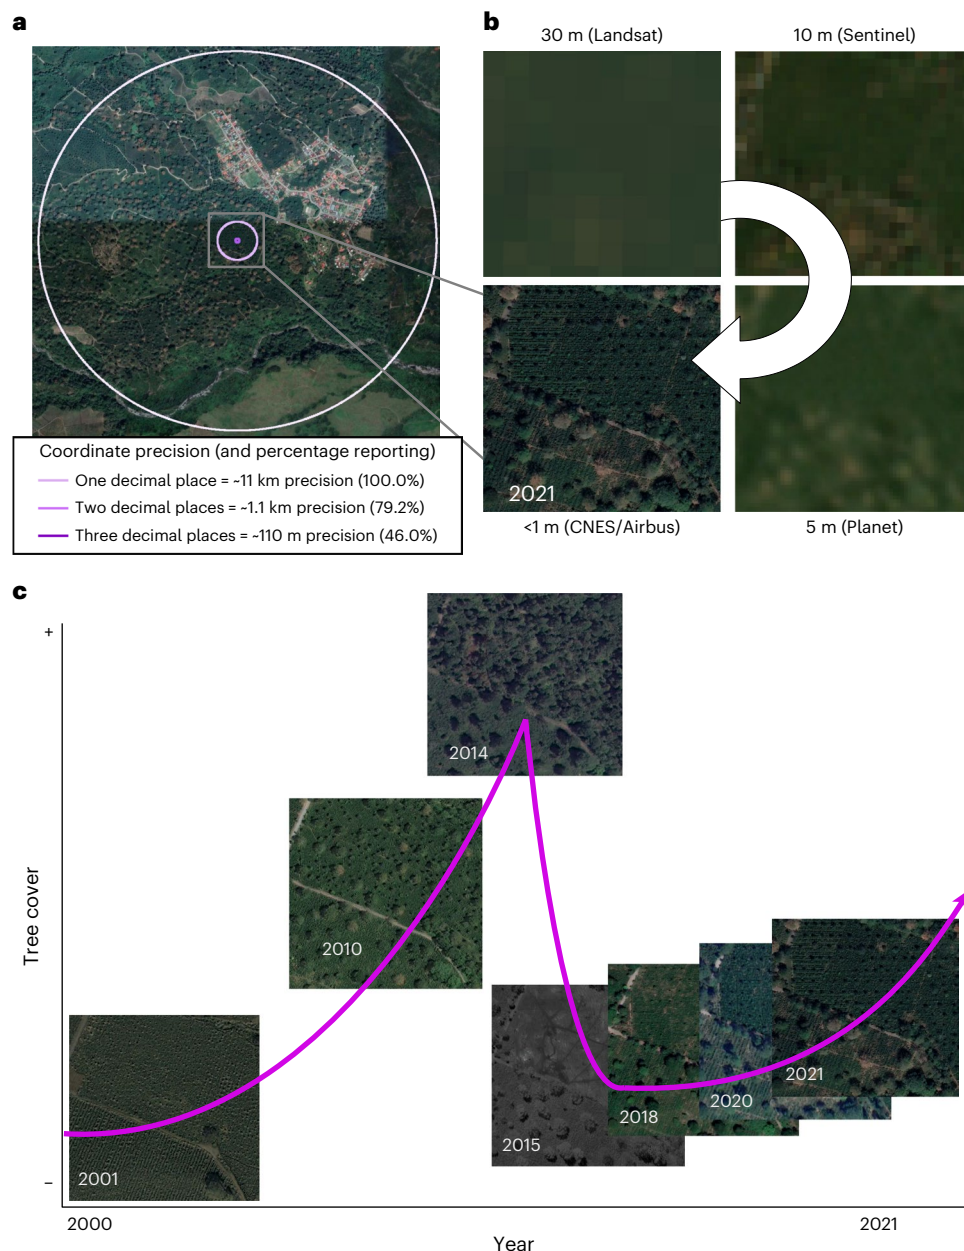 a
b
30 m (Landsat)
10 m (Sentinel)
2021
<1 m (CNES/Airbus)
5 m (Planet)
Coordinate precision (and percentage reporting)
One decimal place = ~11 km precision (100.0%)
Two decimal places = ~1.1 km precision (79.2%)
Three decimal places = ~110 m precision (46.0%)
c
+
Tree cover
–
2001
2010
2014
2015
2018
2020
2021
2000
2021
Year